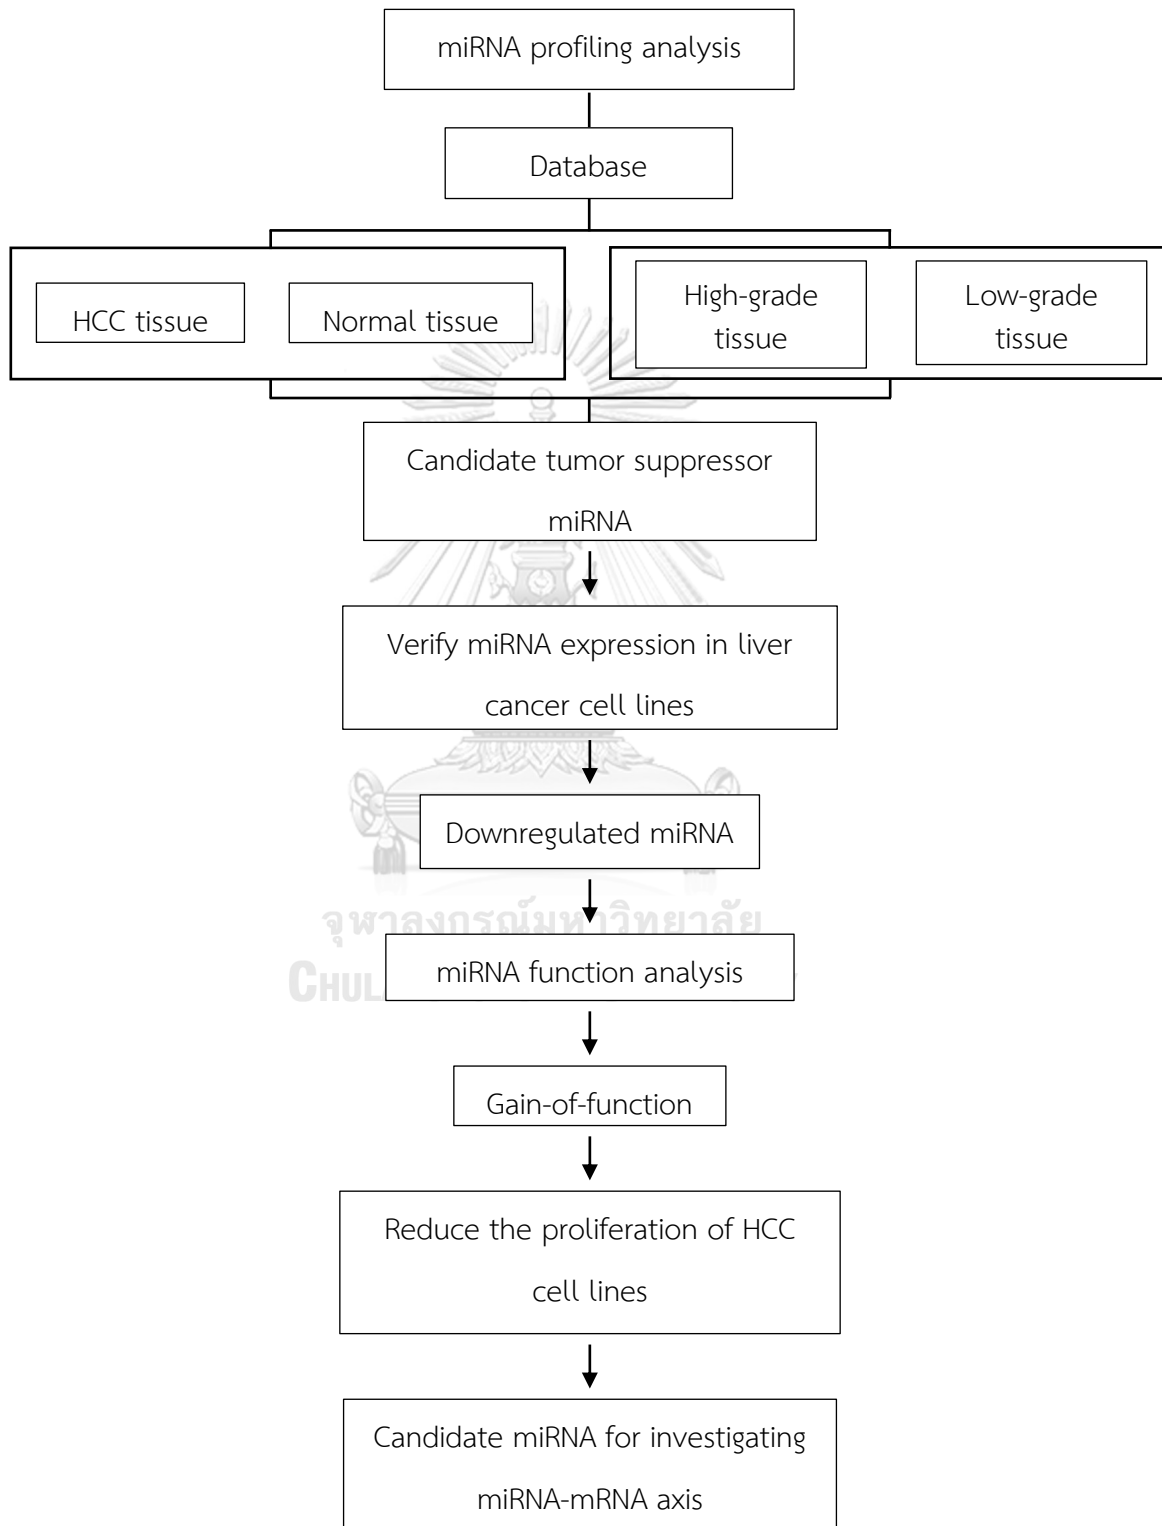 miRNA profiling analysis
Database
HCC tissue
Normal tissue
High-grade
tissue
Low-grade
tissue
Candidate tumor suppressor
miRNA
Verify miRNA expression in liver
cancer cell lines
Downregulated miRNA
จุฬาลงกรณ์มหาวิทยาลัย
miRNA function analysis
CHUL
Gain-of-function
Reduce the proliferation of HCC
cell lines
Candidate miRNA for investigating
miRNA-mRNA axis